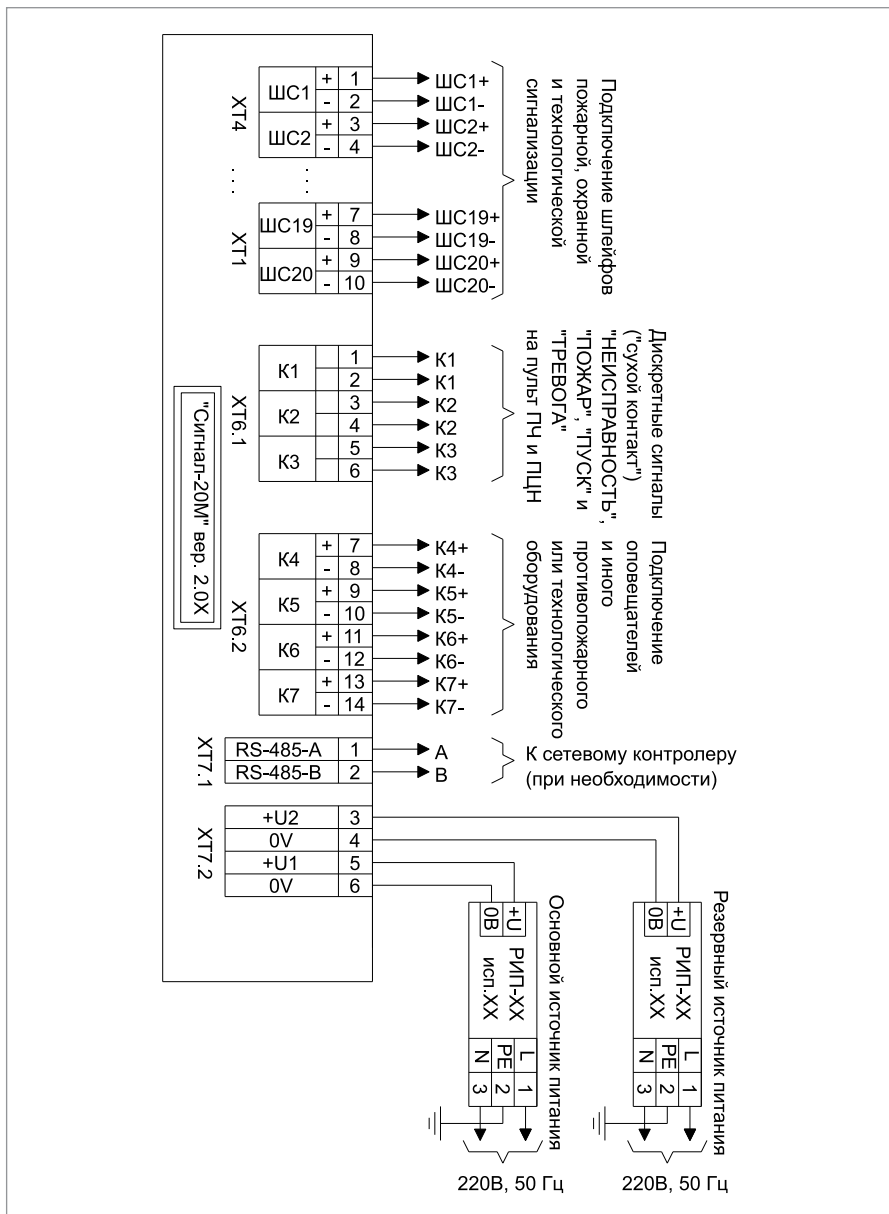 "Сигнал-20М" вер. 2.0Х
ХТ4
ШС1 + 1 ШС1+
- 2 ШС1-
ШС2 + 3 ШС2+
- 4 ШС2-
. . . . . . .
ХТ1
ШС19 + 7 ШС19+
- 8 ШС19-
ШС20 + 9 ШС20+
- 10 ШС20-
Подключение шлейфов
пожарной, охранной
и технологической
сигнализации
ХТ6.1
К1 1 К1
2 К1
К2 3 К2
4 К2
К3 5 К3
6 К3
Дискретные сигналы
("сухой контакт")
"НЕИСПРАВНОСТЬ",
"ПОЖАР", "ПУСК" и
"ТРЕВОГА"
на пульт ПЧ и ПЦН
ХТ6.2
К4 + 7 К4+
- 8 К4-
К5 + 9 К5+
- 10 К5-
К6 + 11 К6+
- 12 К6-
К7 + 13 К7+
- 14 К7-
Подключение
оповещателей
и иного
противопожарного
или технологического
оборудования
ХТ7.1
RS-485-A 1 A
RS-485-B 2 B
К сетевому контролеру
(при необходимости)
ХТ7.2
+U2 3
0V 4
+U1 5
0V 6
Основной источник питания
+U
0В
РИП-ХХ
исп.ХХ
L 1
PE 2
N 3
220В, 50 Гц
Резервный источник питания
+U
0В
РИП-ХХ
исп.ХХ
L 1
PE 2
N 3
220В, 50 Гц